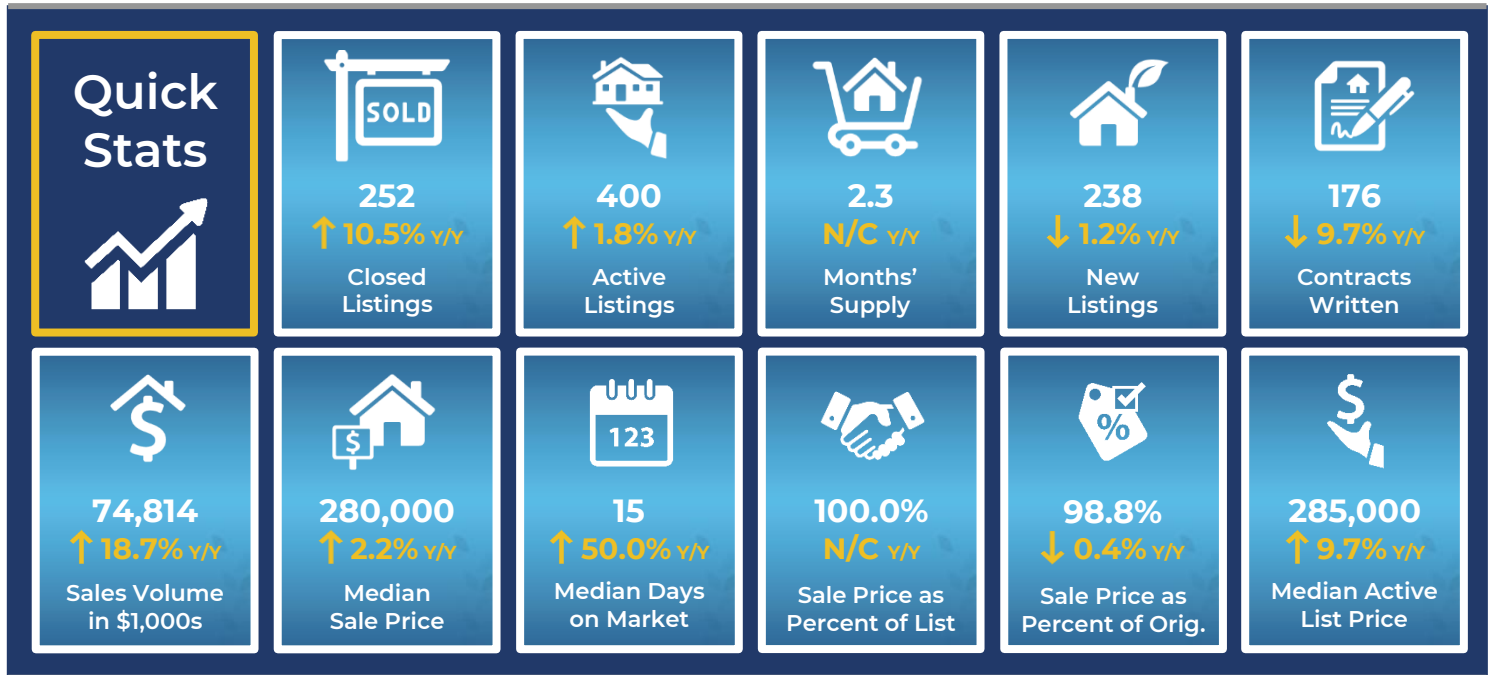 Quick
Stats
SOLD
252
↑ 10.5% Y/Y
Closed
Listings
400
↑ 1.8% Y/Y
Active
Listings
2.3
N/C Y/Y
Months’
Supply
238
↓ 1.2% Y/Y
New
Listings
176
↓ 9.7% Y/Y
Contracts
Written
$
74,814
↑ 18.7% Y/Y
Sales Volume
in $1,000s
$
280,000
↑ 2.2% Y/Y
Median
Sale Price
123
15
↑ 50.0% Y/Y
Median Days
on Market
100.0%
N/C Y/Y
Sale Price as
Percent of List
%
98.8%
↓ 0.4% Y/Y
Sale Price as
Percent of Orig.
$
285,000
↑ 9.7% Y/Y
Median Active
List Price